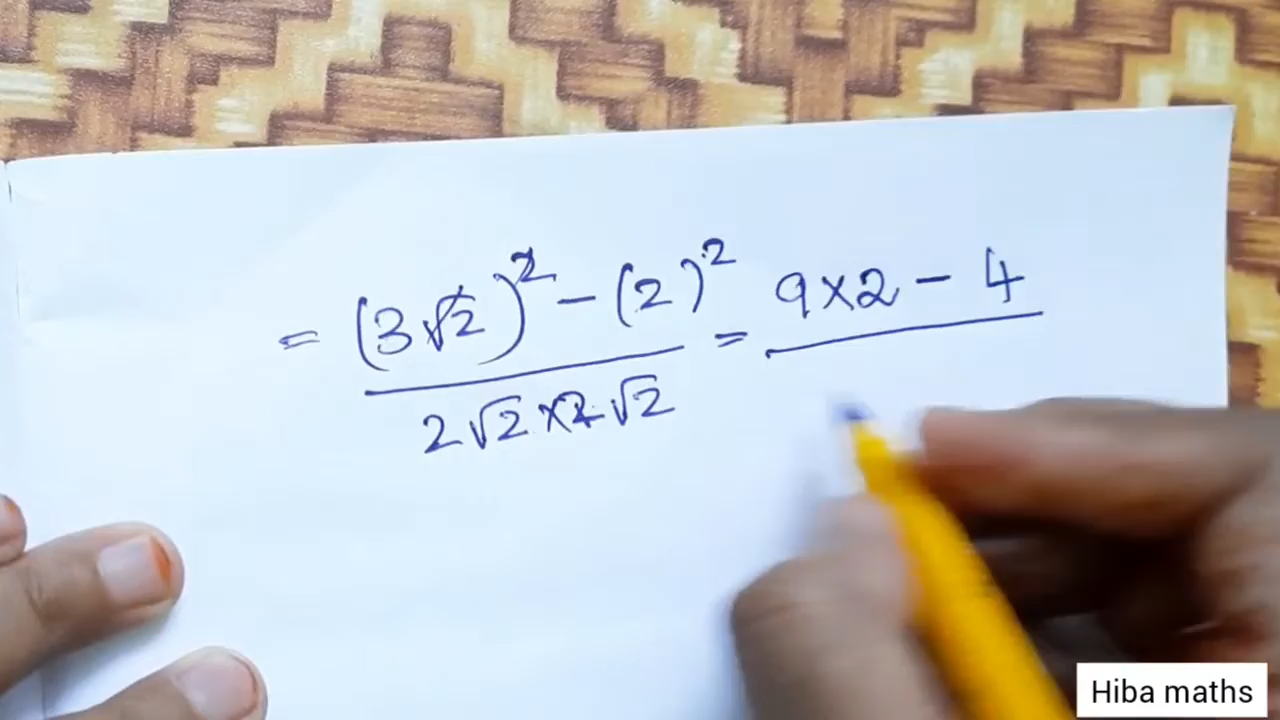 = (3√2)² - (2)² / 2√2 × 2√2 = 9×2 - 4
Hiba maths